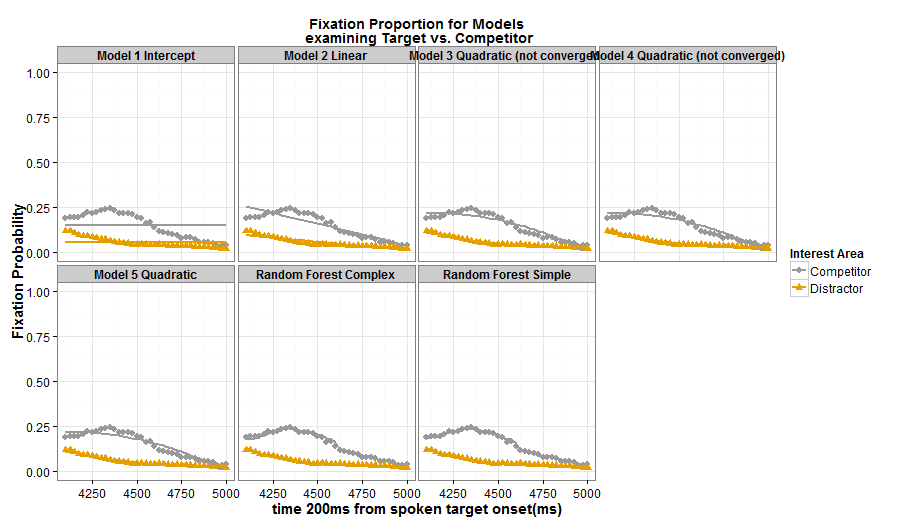 Fixation Proportion for Models
examining Target vs. Competitor
Model 1 Intercept
Model 2 Linear
Model 3 Quadratic (not converged)
Model 4 Quadratic (not converged)
1.00
0.75
0.50
0.25
0.00
Fixation Probability
Model 5 Quadratic
Random Forest Complex
Random Forest Simple
1.00
0.75
0.50
0.25
0.00
4250 4500 4750 5000
4250 4500 4750 5000
4250 4500 4750 5000
time 200ms from spoken target onset(ms)
Interest Area
Competitor
Distractor